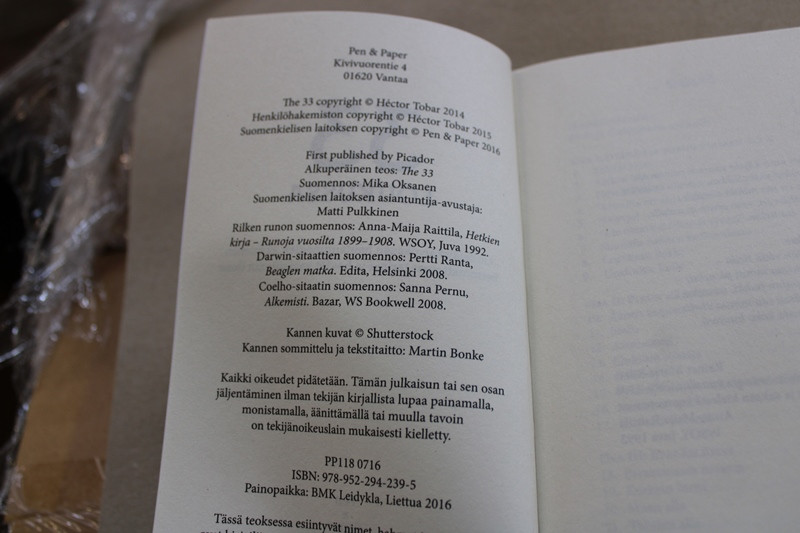 Pen & Paper
Kivivuorentie 4
01620 Vantaa
The 33 copyright © Héctor Tobar 2014
Henkilöhakemiston copyright © Héctor Tobar 2015
Suomenkielisen laitoksen copyright © Pen & Paper 2016
First published by Picador
Alkuperäinen teos: The 33
Suomennos: Mika Oksanen
Suomenkielisen laitoksen asiantuntija-avustaja:
Matti Pulkkinen
Rilken runon suomennos: Anna-Maija Raittila, Hetkien
kirja – Runoja vuosilta 1899–1908. WSOY, Juva 1992.
Darwin-sitaattien suomennos: Pertti Ranta,
Beaglen matka. Edita, Helsinki 2008.
Coelho-sitaatin suomennos: Sanna Pernu,
Alkemisti. Bazar, WS Bookwell 2008.
Kannen kuvat © Shutterstock
Kannen sommittelu ja tekstitaitto: Martin Bonke
Kaikki oikeudet pidätetään. Tämän julkaisun tai sen osan
jäljentäminen ilman tekijän kirjallista lupaa painamalla,
monistamalla, äänittämällä tai muulla tavoin
on tekijänoikeuslain mukaisesti kielletty.
PP118 0716
ISBN: 978-952-294-239-5
Painopaikka: BMK Leidykla, Liettua 2016
Tässä teoksessa esiintyvät nimet,